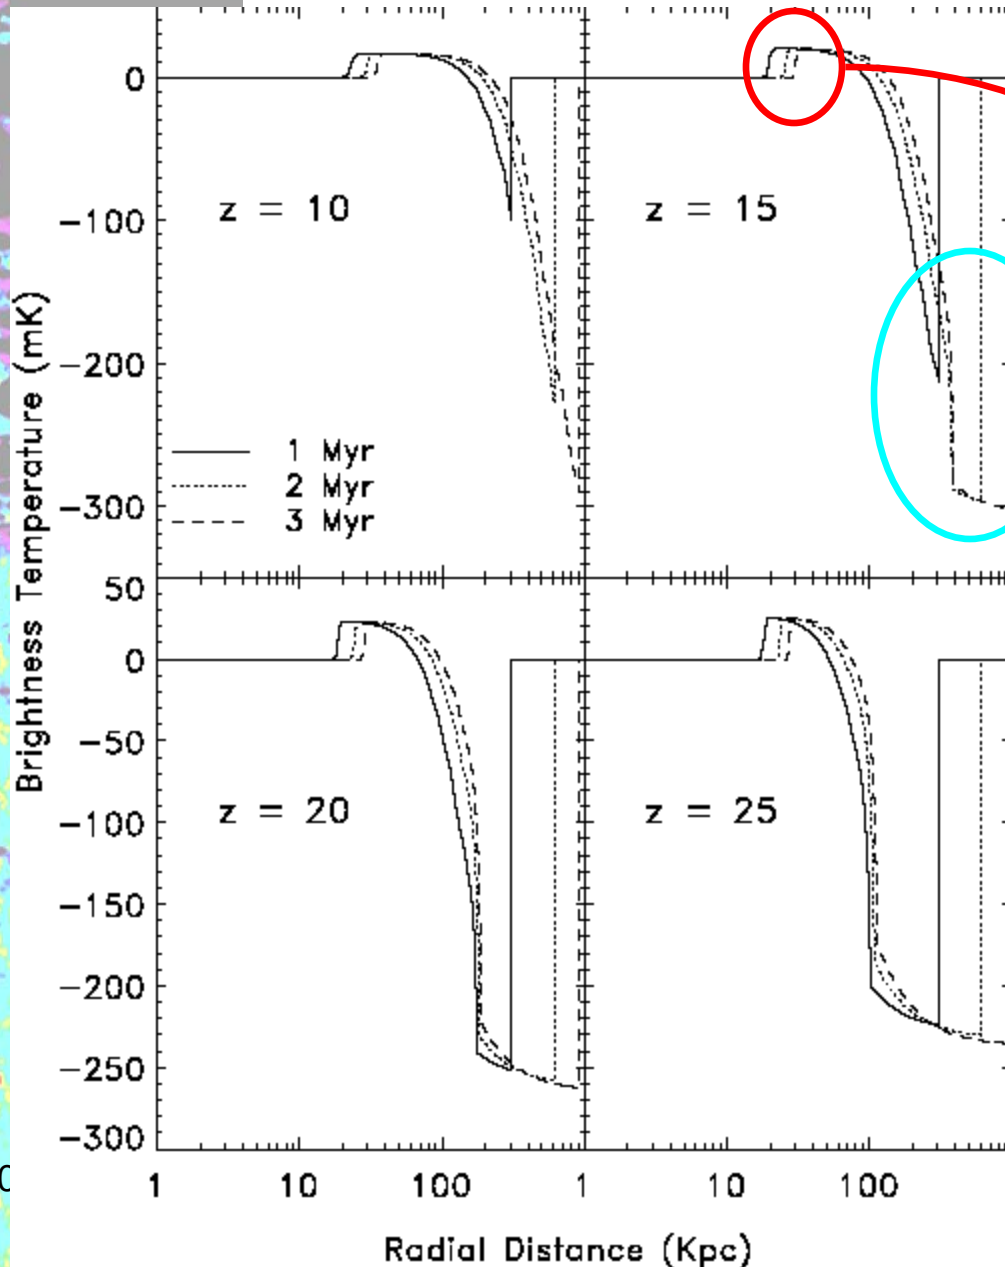 0
z = 10
z = 15
−100
−200
1 Myr
2 Myr
3 Myr
−300
50
0
−50
z = 20
z = 25
−100
−150
−200
−250
−300
1
10
100
1
10
100
Brightness Temperature (mK)
Radial Distance (Kpc)